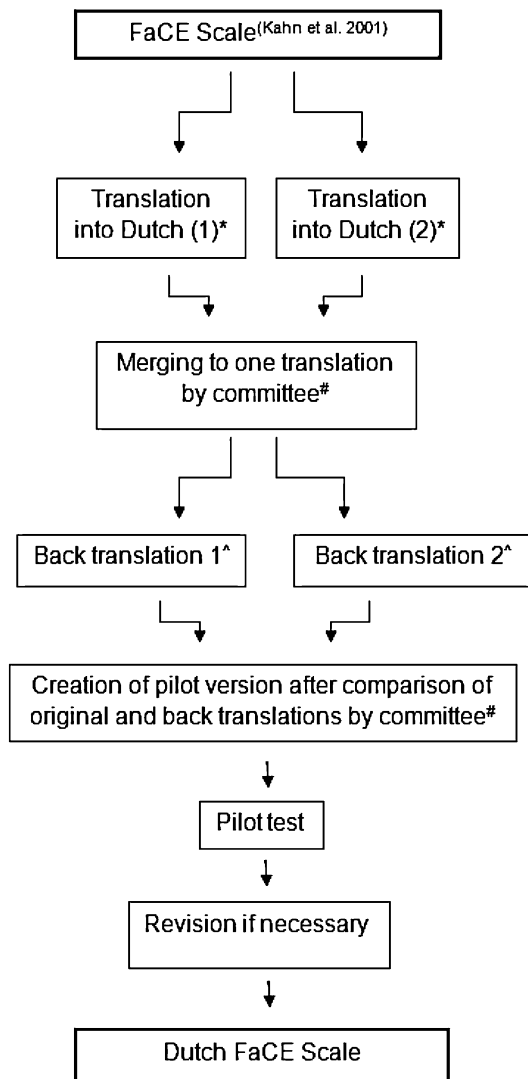 FaCE Scale(Kahn et al. 2001)
Translation
into Dutch (1)*
Translation
into Dutch (2)*
Merging to one translation
by committee#
Back translation 1^
Back translation 2^
Creation of pilot version after comparison of
original and back translations by committee#
Pilot test
Revision if necessary
Dutch FaCE Scale